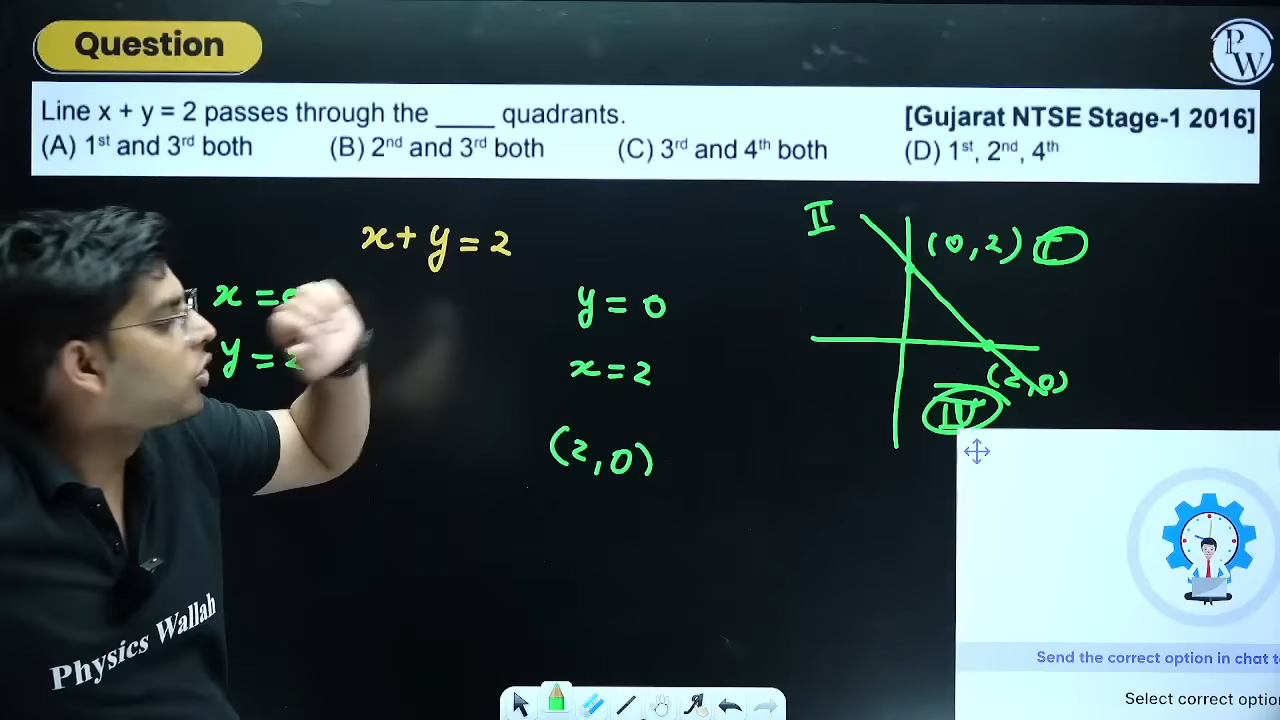 Question
PW
Line x + y = 2 passes through the ____ quadrants. [Gujarat NTSE Stage-1 2016]
(A) 1st and 3rd both (B) 2nd and 3rd both (C) 3rd and 4th both (D) 1st, 2nd, 4th
x + y = 2
II
(0, 2) I
x =
y = 0
y = 2
x = 2
(2, 0)
IV
(2, 0)
Physics Wallah
Send the correct option in chat
Select correct